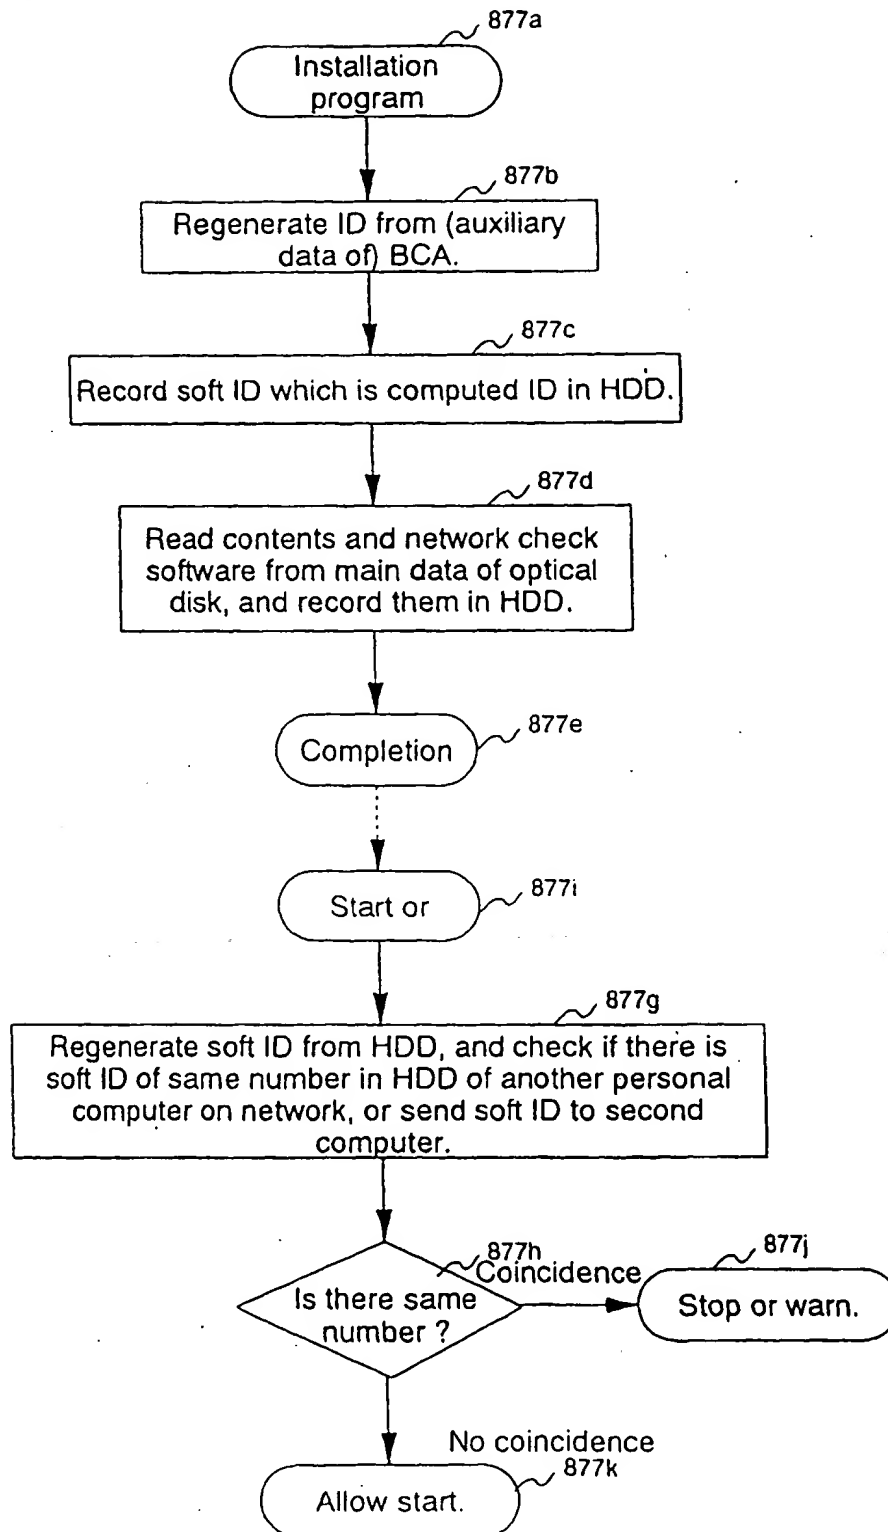 877a
Installation
program
877b
Regenerate ID from (auxiliary
data of) BCA.
877c
Record soft ID which is computed ID in HDD.
877d
Read contents and network check
software from main data of optical
disk, and record them in HDD.
Completion
877e
Start or
877i
877g
Regenerate soft ID from HDD, and check if there is
soft ID of same number in HDD of another personal
computer on network, or send soft ID to second
computer.
877h
Coincidence
877j
Is there same
number ?
Stop or warn.
No coincidence
877k
Allow start.